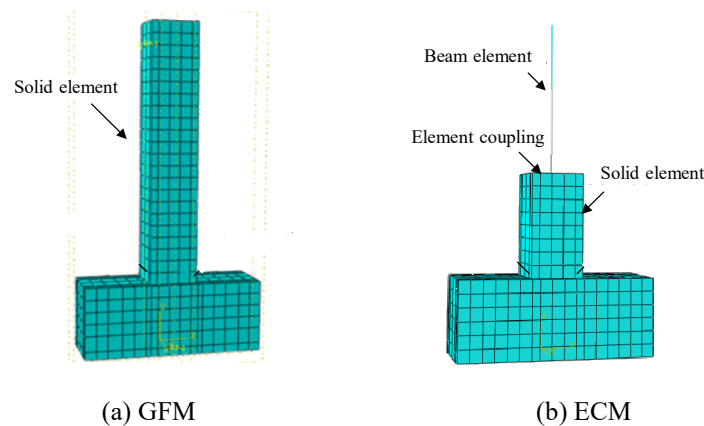 Solid element
Beam element
Element coupling
Solid element
(a) GFM
(b) ECM